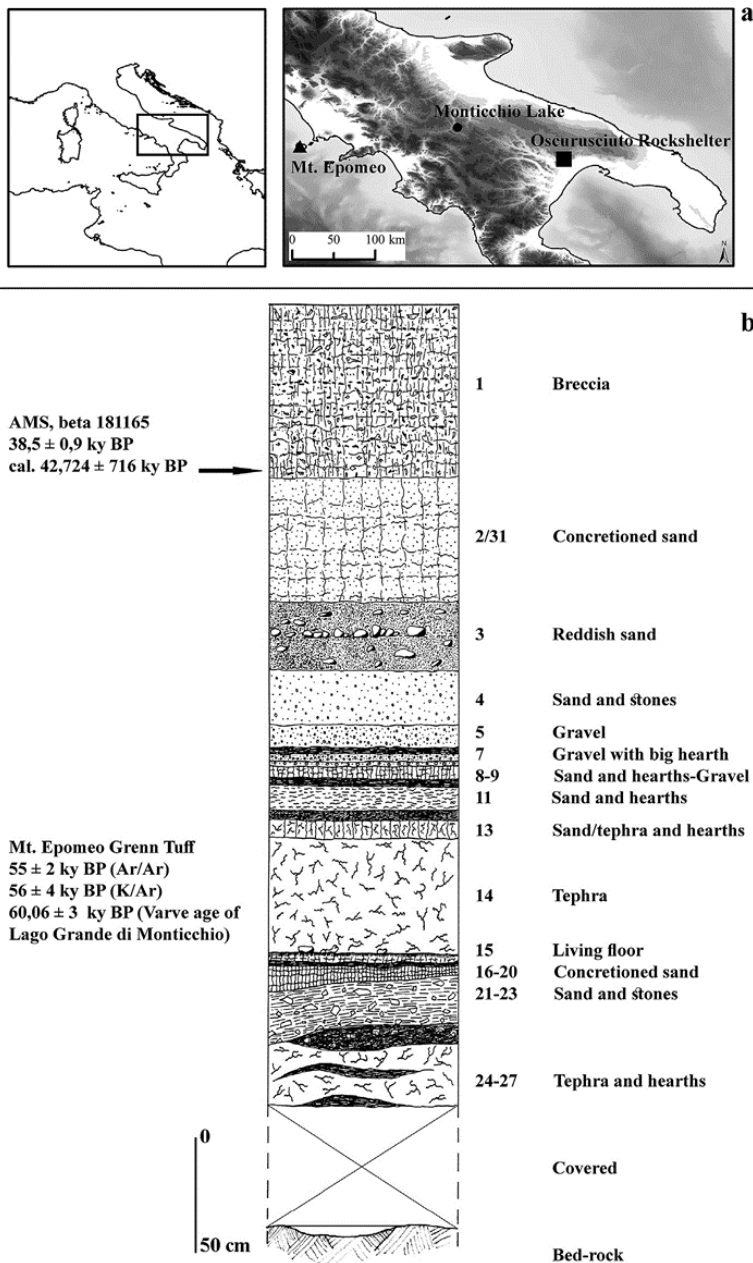 a
Monticchio Lake
Oscurusciuto Rockshelter
Mt. Epomeo
N
0 50 100 km
b
1 Breccia
AMS, beta 181165
38,5 ± 0,9 ky BP
cal. 42,724 ± 716 ky BP
2/31 Concretioned sand
3 Reddish sand
4 Sand and stones
5 Gravel
7 Gravel with big hearth
8-9 Sand and hearths-Gravel
11 Sand and hearths
13 Sand/tephra and hearths
Mt. Epomeo Grenn Tuff
55 ± 2 ky BP (Ar/Ar)
56 ± 4 ky BP (K/Ar)
60,06 ± 3 ky BP (Varve age of
Lago Grande di Monticchio)
14 Tephra
15 Living floor
16-20 Concretioned sand
21-23 Sand and stones
24-27 Tephra and hearths
0
50 cm
Covered
Bed-rock